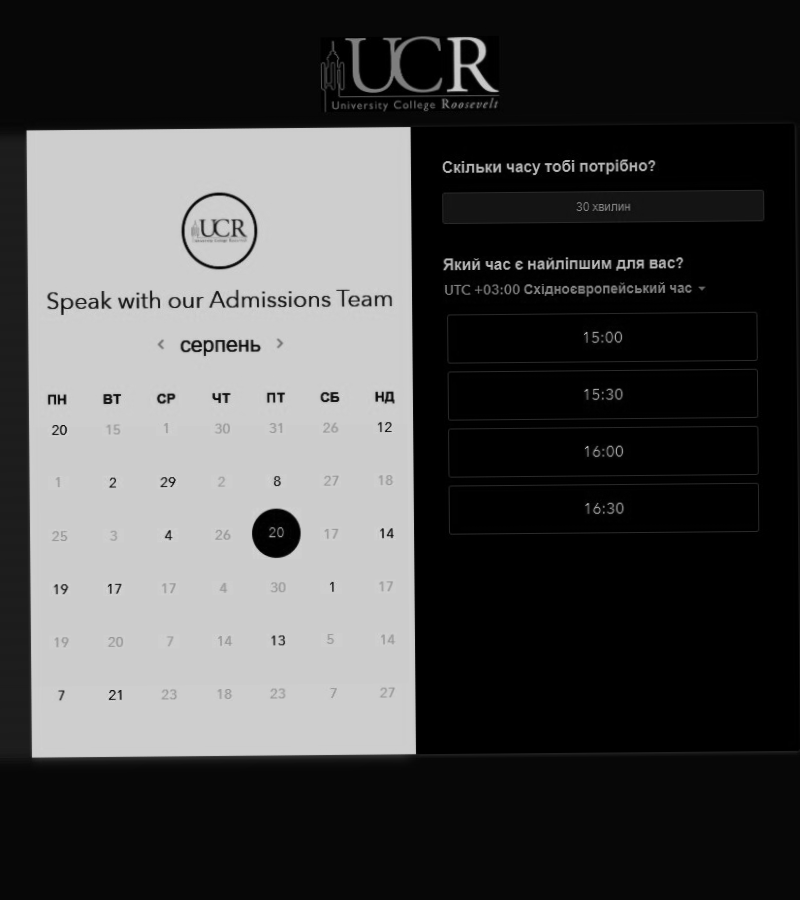 UCR
University College Roosevelt
UCR
University College Roosevelt
Speak with our Admissions Team
серпень
ПН ВТ СР ЧТ ПТ СБ НД
20 15 1 30 31 26 12
1 2 29 2 8 27 18
25 3 4 26 20 17 14
19 17 17 4 30 1 17
19 20 7 14 13 5 14
7 21 23 18 23 7 27
Скільки часу тобі потрібно?
30 хвилин
Який час є найліпшим для вас?
UTC +03:00 Східноєвропейський час
15:00
15:30
16:00
16:30